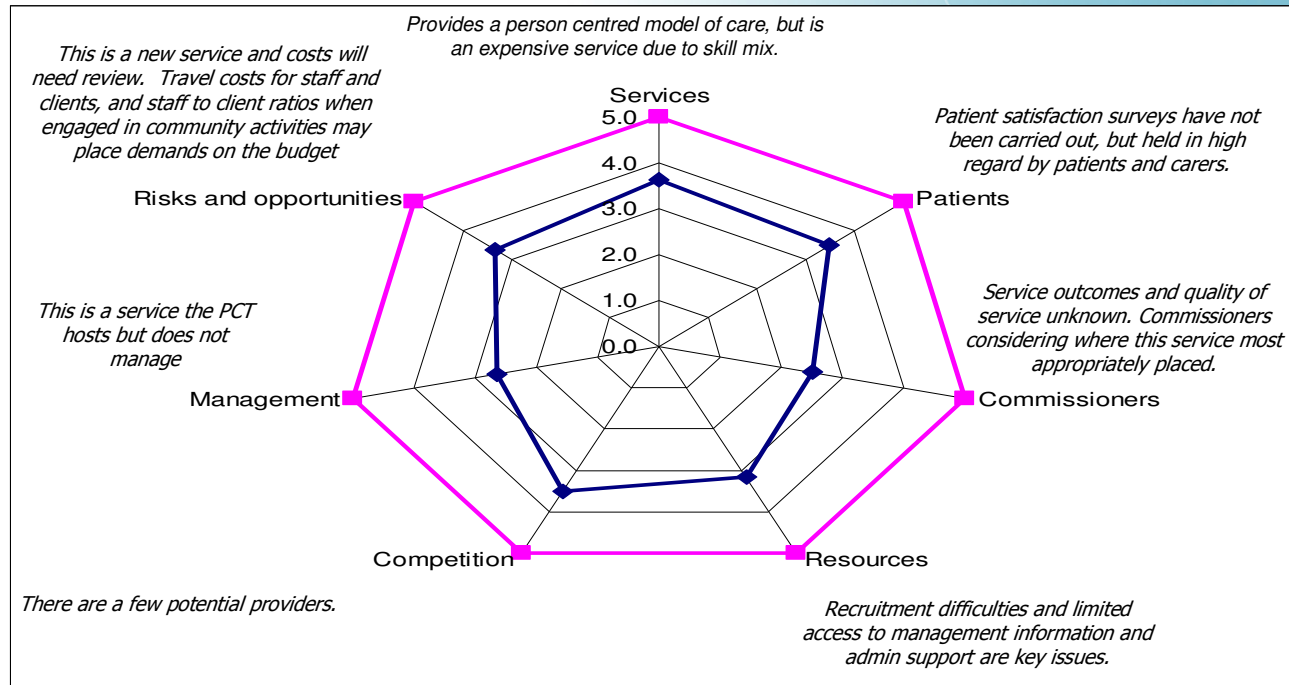 Provides a person centred model of care, but is
an expensive service due to skill mix.
This is a new service and costs will
need review. Travel costs for staff and
clients, and staff to client ratios when
engaged in community activities may
place demands on the budget
Services
5.0
4.0
3.0
2.0
1.0
0.0
Patient satisfaction surveys have not
been carried out, but held in high
regard by patients and carers.
Risks and opportunities
Patients
This is a service the PCT
hosts but does not
manage
Service outcomes and quality of
service unknown. Commissioners
considering where this service most
appropriately placed.
Management
Commissioners
Competition
Resources
There are a few potential providers.
Recruitment difficulties and limited
access to management information and
admin support are key issues.